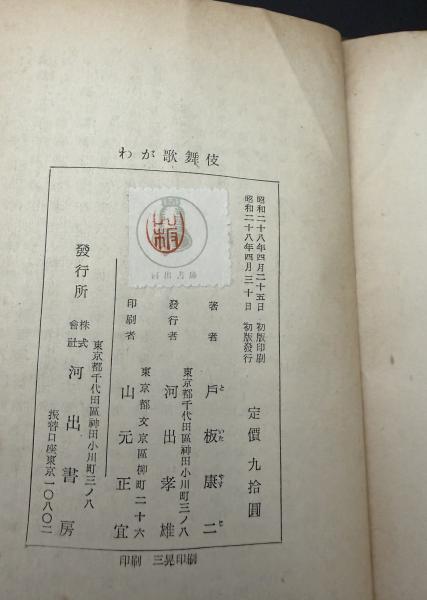 わが歌舞伎
昭和二十八年四月二十五日 初版印刷
昭和二十八年四月三十日 初版發行
定價 九拾圓
著者 戸板康二
といたやすじ
東京都千代田區神田小川町三ノ八
發行者 河出孝雄
東京都文京區柳町二十六
印刷者 山元正宜
發行所
東京都千代田區神田小川町三ノ八
株式會社 河出書房
振替口座東京一〇八〇二
印刷 三晃印刷